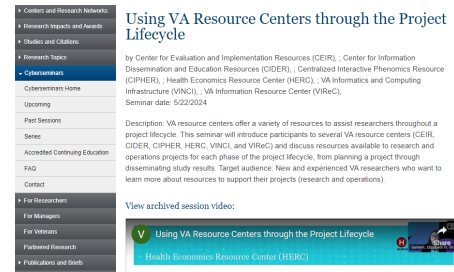 Centers and Research Networks
Research Impacts and Awards
Studies and Citations
Research Topics
Cyberseminars
Cyberseminars Home
Upcoming
Past Sessions
Series
Accredited Continuing Education
FAQ
Contact
For Researchers
For Managers
For Veterans
Partnered Research
Publications and Briefs
Using VA Resource Centers through the Project
Lifecycle
by Center for Evaluation and Implementation Resources (CEIR), ; Center for Information
Dissemination and Education Resources (CIDER), ; Centralized Interactive Phenomics Resource
(CIPHER), ; Health Economics Resource Center (HERC), ; VA Informatics and Computing
Infrastructure (VINCI), ; VA Information Resource Center (VIReC),
Seminar date: 5/22/2024
Description: VA resource centers offer a variety of resources to assist researchers throughout a
project lifecycle. This seminar will introduce participants to several VA resource centers (CEIR,
CIDER, CIPHER, HERC, VINCI, and VIReC) and discuss resources available to research and
operations projects for each phase of the project lifecycle, from planning a project through
disseminating study results. Target audience: New and experienced VA researchers who want to
learn more about resources to support their projects (research and operations).
View archived session video:
V Using VA Resource Centers through the Project Lifecycle
H
Share
Health Economics Resource Center (HERC)